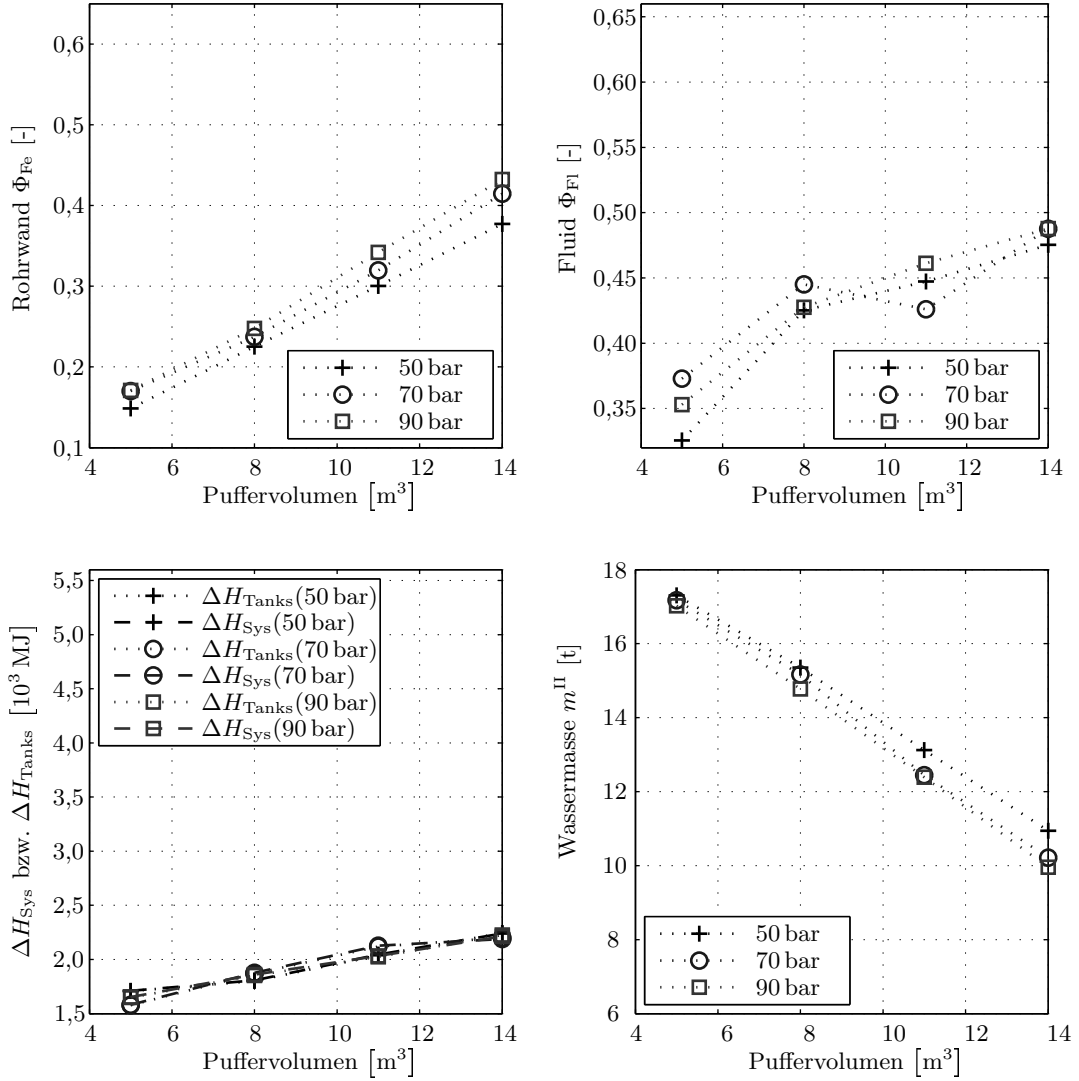 Rohrwand Φ_Fe [-]
0,6
0,5
0,4
0,3
0,2
0,1
4 6 8 10 12 14
Puffervolumen [m³]
50 bar
70 bar
90 bar
Fluid Φ_Fl [-]
0,65
0,60
0,55
0,50
0,45
0,40
0,35
4 6 8 10 12 14
Puffervolumen [m³]
50 bar
70 bar
90 bar
ΔH_Sys bzw. ΔH_Tanks [10³ MJ]
5,5
5,0
4,5
4,0
3,5
3,0
2,5
2,0
1,5
4 6 8 10 12 14
Puffervolumen [m³]
ΔH_Tanks(50 bar)
ΔH_Sys(50 bar)
ΔH_Tanks(70 bar)
ΔH_Sys(70 bar)
ΔH_Tanks(90 bar)
ΔH_Sys(90 bar)
Wassermasse m^II [t]
18
16
14
12
10
8
6
4 6 8 10 12 14
Puffervolumen [m³]
50 bar
70 bar
90 bar